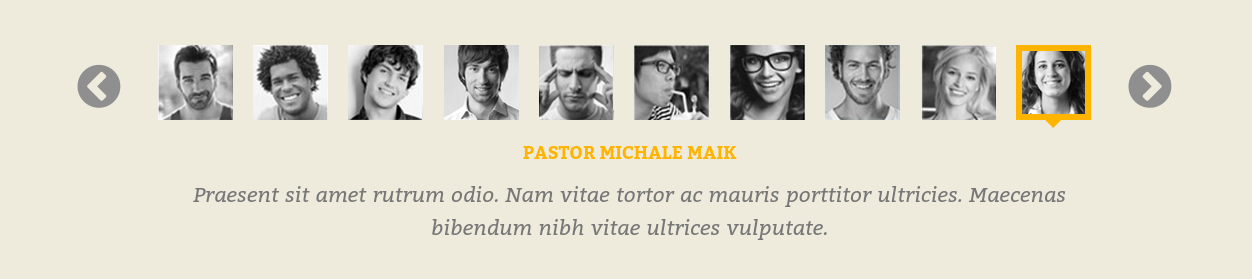 PASTOR MICHALE MAIK
Praesent sit amet rutrum odio. Nam vitae tortor ac mauris porttitor ultricies. Maecenas
bibendum nibh vitae ultrices vulputate.